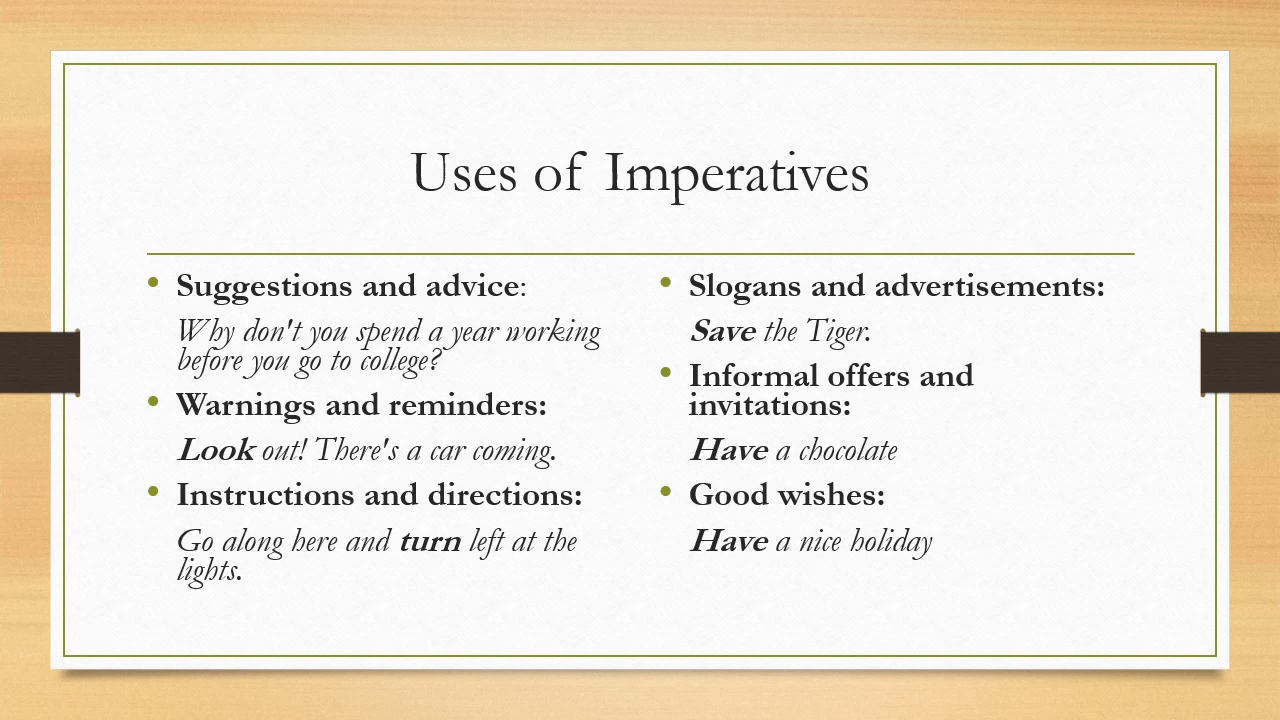 Uses of Imperatives
• Suggestions and advice:
Why don't you spend a year working
before you go to college?
• Warnings and reminders:
Look out! There's a car coming.
• Instructions and directions:
Go along here and turn left at the
lights.
• Slogans and advertisements:
Save the Tiger.
• Informal offers and
invitations:
Have a chocolate
• Good wishes:
Have a nice holiday